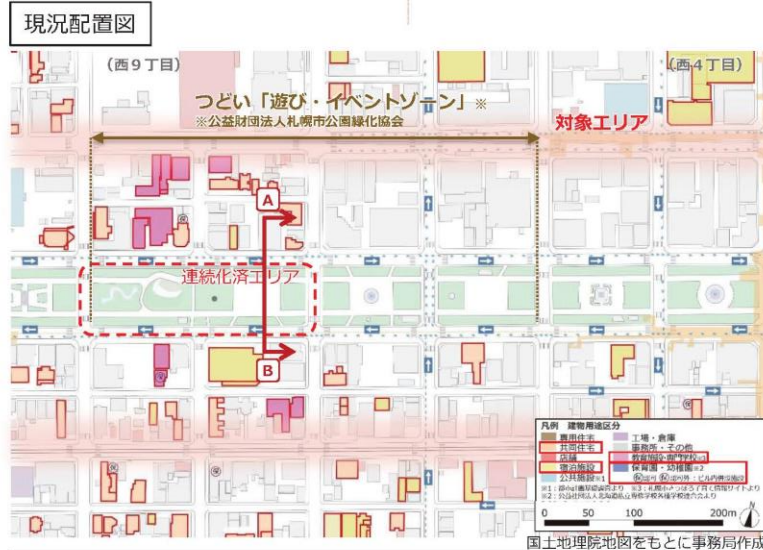 現況配置図
(西9丁目)
(西4丁目)
つどい「遊び・イベントゾーン」※
※公益財団法人札幌市公園緑化協会
対象エリア
A
連続化済エリア
B
凡例 建物用途区分
専用住宅
工場・倉庫
共同住宅
事務所・その他
店舗
教育施設・専門学校※3
宿泊施設
保育園・幼稚園※2
公共施設※1
0 50 100 200m
国土地理院地図をもとに事務局作成